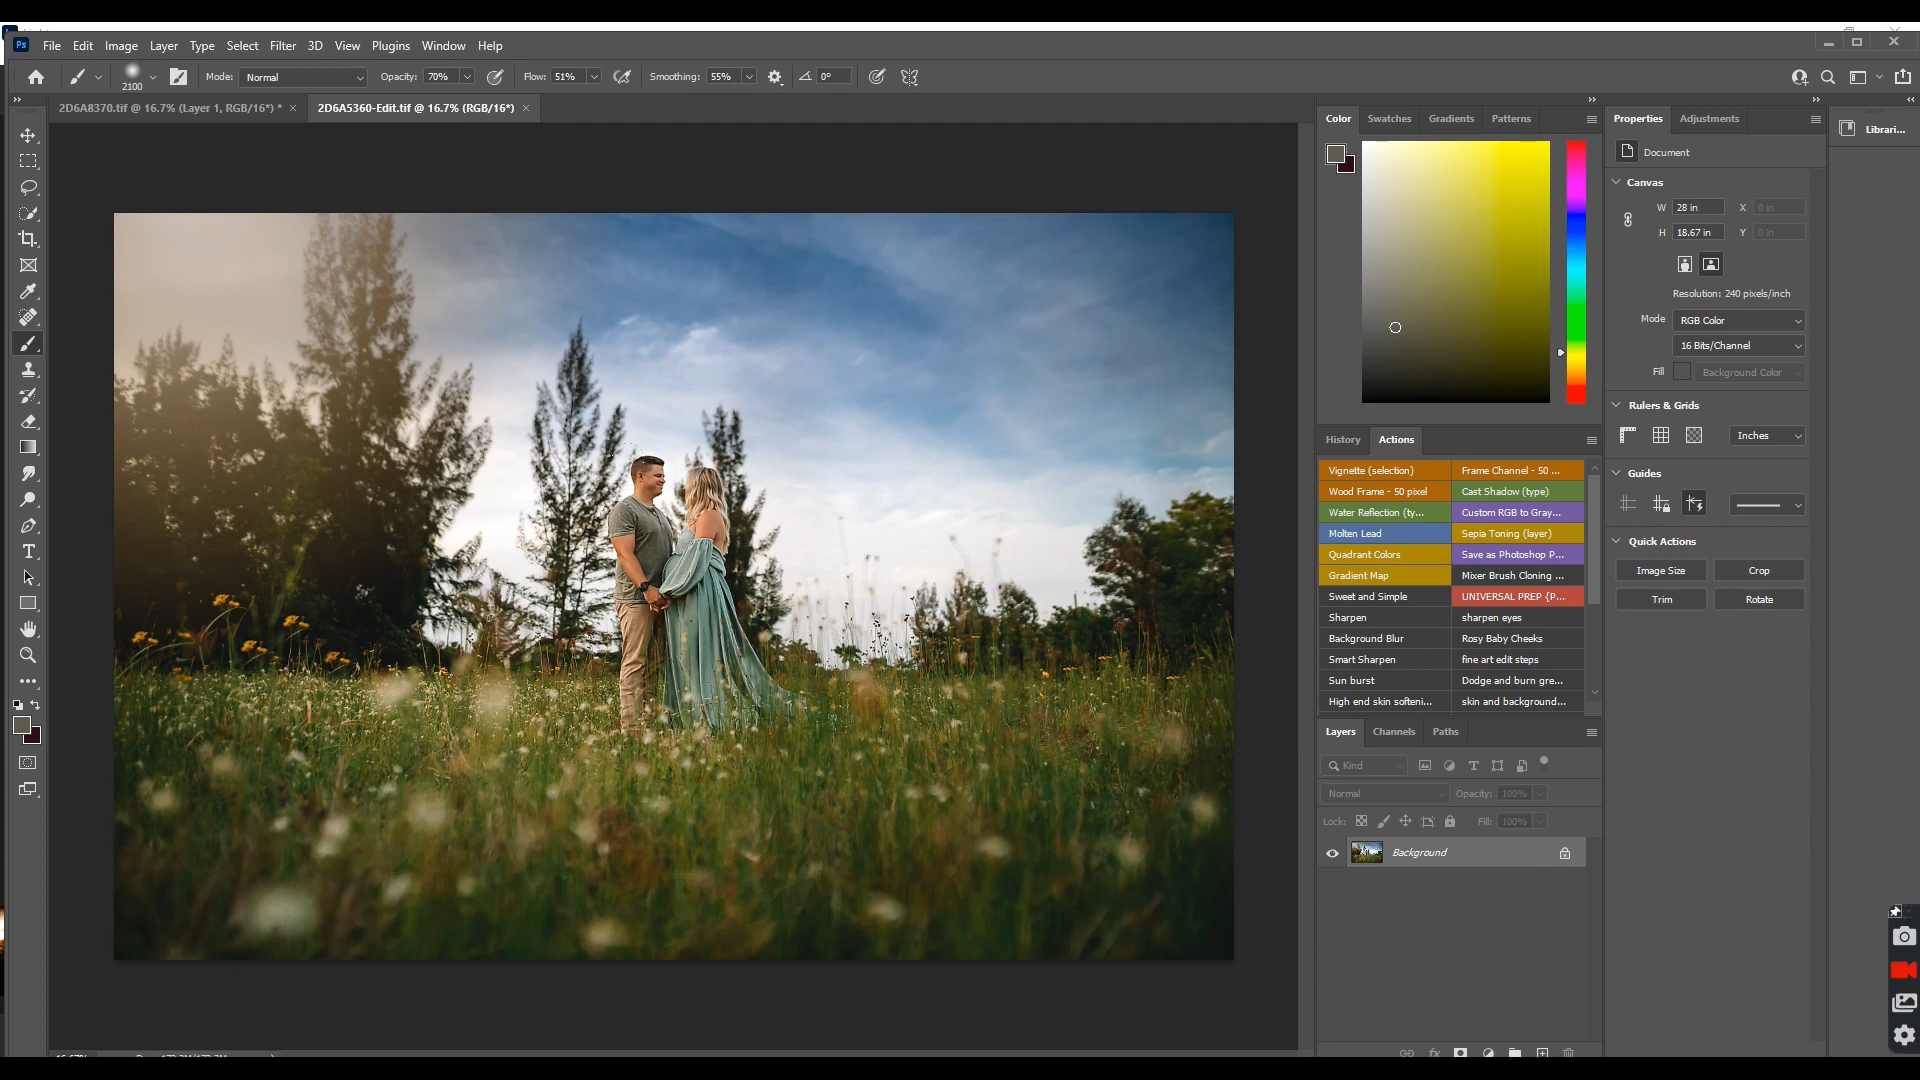 Ps File Edit Image Layer Type Select Filter 3D View Plugins Window Help
2100 Mode: Normal Opacity: 70% Flow: 51% Smoothing: 55% 0°
2D6A8370.tif @ 16.7% (Layer 1, RGB/16*) * 2D6A5360-Edit.tif @ 16.7% (RGB/16*)
Color Swatches Gradients Patterns
Properties Adjustments
Librari...
Document
Canvas
W 28 in X 0 in
H 18.67 in Y 0 in
Resolution: 240 pixels/inch
Mode RGB Color
16 Bits/Channel
Fill Background Color
Rulers & Grids
Inches
Guides
Quick Actions
Image Size Crop
Trim Rotate
History Actions
Vignette (selection) Frame Channel - 50 ...
Wood Frame - 50 pixel Cast Shadow (type)
Water Reflection (ty... Custom RGB to Gray...
Molten Lead Sepia Toning (layer)
Quadrant Colors Save as Photoshop P...
Gradient Map Mixer Brush Cloning ...
Sweet and Simple UNIVERSAL PREP {P...
Sharpen sharpen eyes
Background Blur Rosy Baby Cheeks
Smart Sharpen fine art edit steps
Sun burst Dodge and burn gre...
High end skin softeni... skin and background...
Layers Channels Paths
Kind
Normal Opacity: 100%
Lock: Fill: 100%
Background